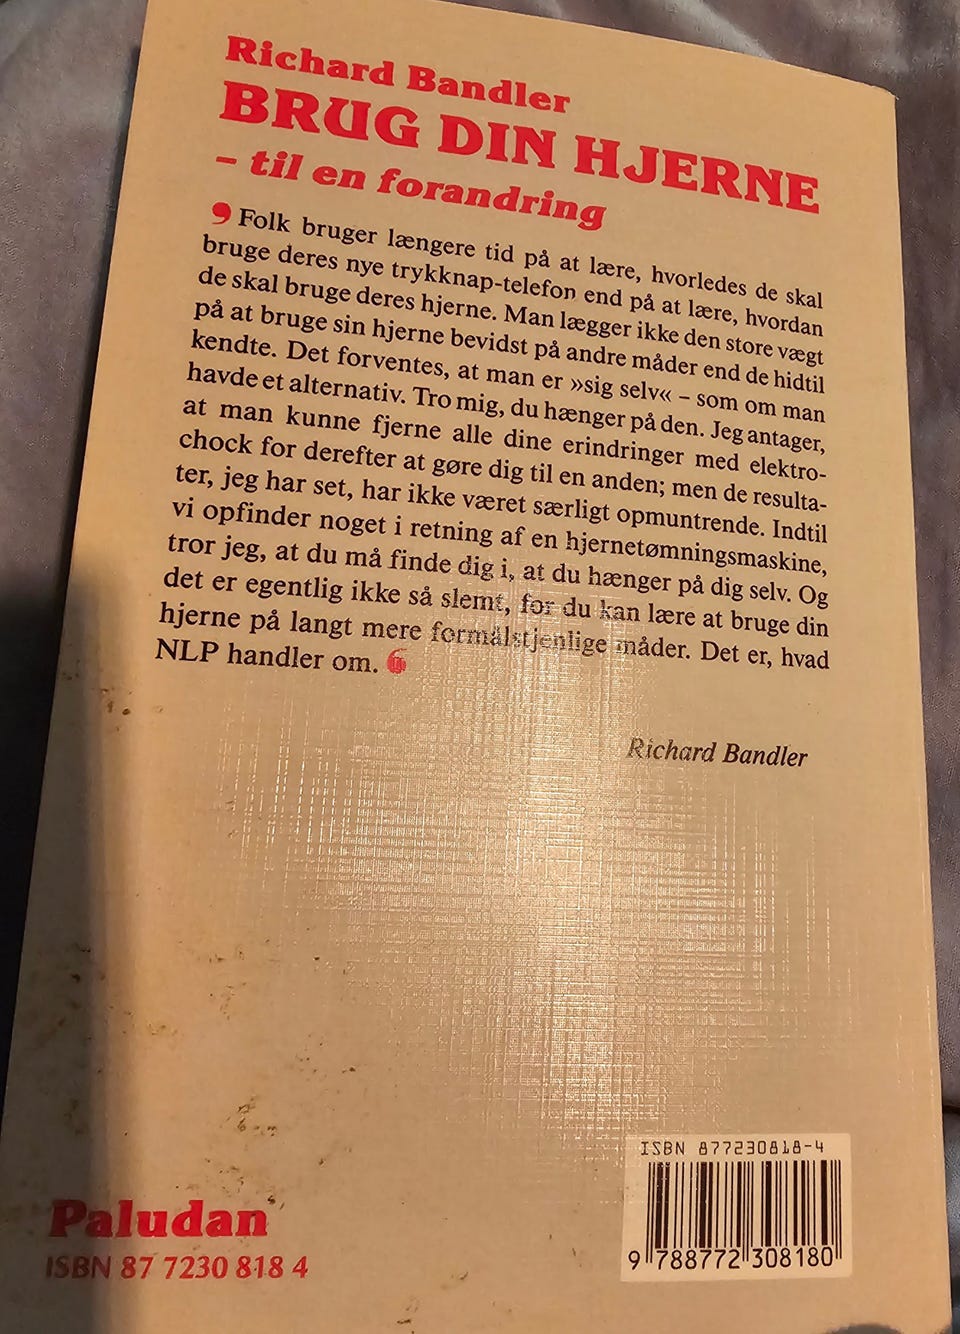 Richard Bandler
BRUG DIN HJERNE
– til en forandring
❜ Folk bruger længere tid på at lære, hvorledes de skal
bruge deres nye trykknap-telefon end på at lære, hvordan
de skal bruge deres hjerne. Man lægger ikke den store vægt
på at bruge sin hjerne bevidst på andre måder end de hidtil
kendte. Det forventes, at man er »sig selv« – som om man
havde et alternativ. Tro mig, du hænger på den. Jeg antager,
at man kunne fjerne alle dine erindringer med elektro-
chock for derefter at gøre dig til en anden; men de resulta-
ter, jeg har set, har ikke været særligt opmuntrende. Indtil
vi opfinder noget i retning af en hjernetømningsmaskine,
tror jeg, at du må finde dig i, at du hænger på dig selv. Og
det er egentlig ikke så slemt, for du kan lære at bruge din
hjerne på langt mere formålstjenlige måder. Det er, hvad
NLP handler om. ❛
Richard Bandler
ISBN 877230818-4
9 788772 308180
Paludan
ISBN 87 7230 818 4